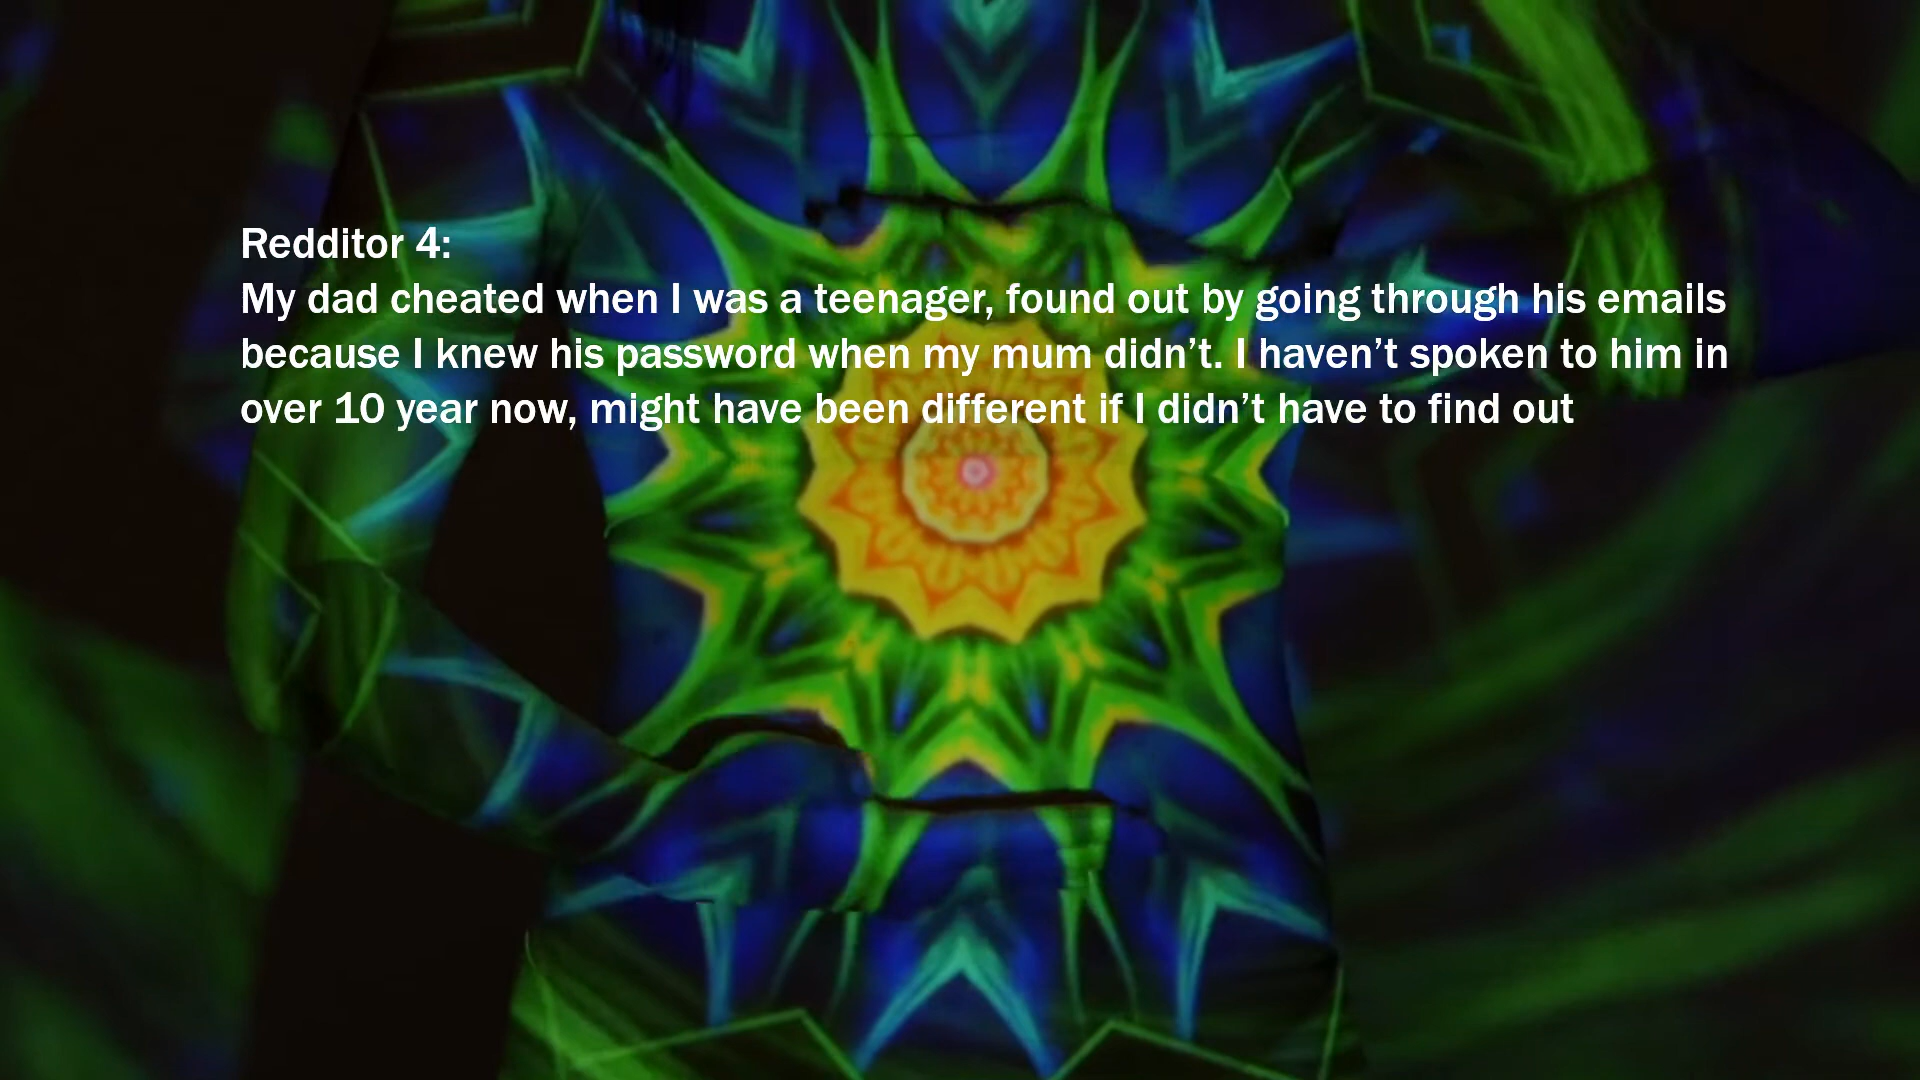 Redditor 4:
My dad cheated when I was a teenager, found out by going through his emails
because I knew his password when my mum didn’t. I haven’t spoken to him in
over 10 year now, might have been different if I didn’t have to find out